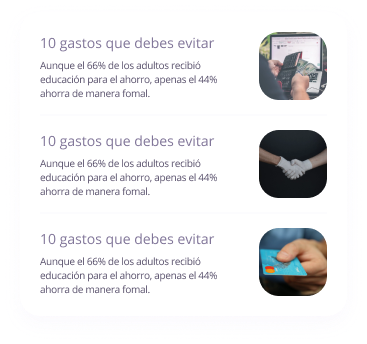 10 gastos que debes evitar
Aunque el 66% de los adultos recibió
educación para el ahorro, apenas el 44%
ahorra de manera fomal.
10 gastos que debes evitar
Aunque el 66% de los adultos recibió
educación para el ahorro, apenas el 44%
ahorra de manera fomal.
10 gastos que debes evitar
Aunque el 66% de los adultos recibió
educación para el ahorro, apenas el 44%
ahorra de manera fomal.